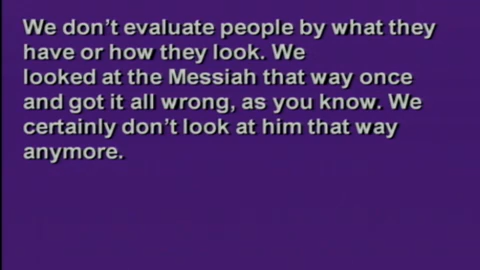 We don't evaluate people by what they
have or how they look. We
looked at the Messiah that way once
and got it all wrong, as you know. We
certainly don't look at him that way
anymore.